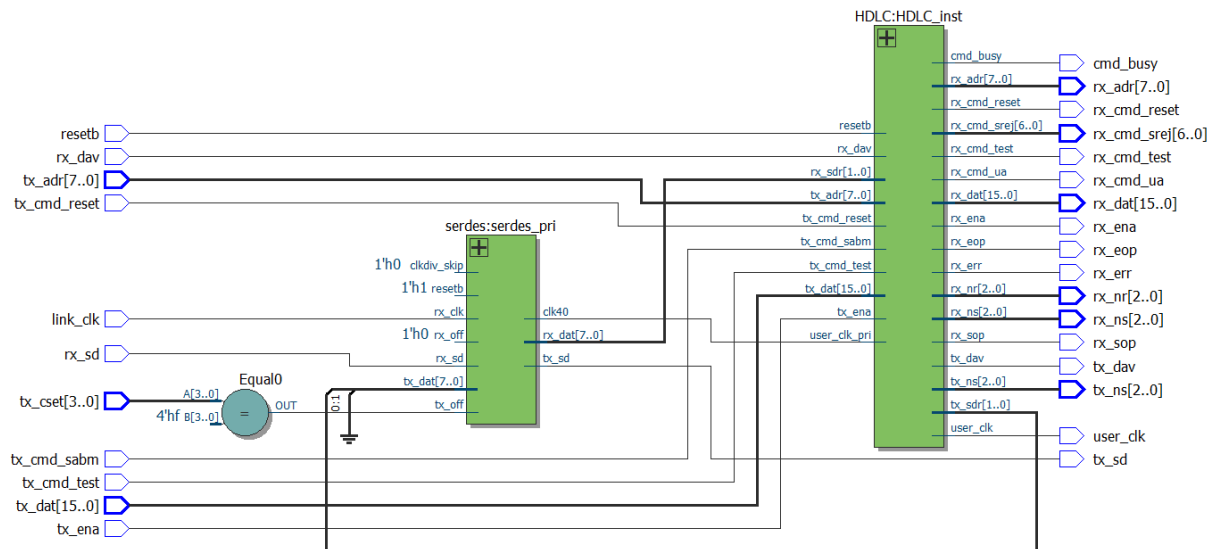 HDLC:HDLC_inst
cmd_busy
cmd_busy
rx_adr[7..0]
rx_adr[7..0]
rx_cmd_reset
rx_cmd_reset
resetb
resetb
rx_cmd_srej[6..0]
rx_cmd_srej[6..0]
rx_dav
rx_dav
rx_cmd_test
rx_cmd_test
tx_adr[7..0]
rx_sdr[1..0]
rx_cmd_ua
rx_cmd_ua
tx_cmd_reset
tx_adr[7..0]
rx_dat[15..0]
rx_dat[15..0]
serdes:serdes_pri
tx_cmd_reset
rx_ena
rx_ena
tx_cmd_sabm
rx_eop
rx_eop
1'h0 clkdiv_skip
tx_cmd_test
rx_err
rx_err
1'h1 resetb
tx_dat[15..0]
rx_nr[2..0]
rx_nr[2..0]
link_clk
rx_clk
clk40
tx_ena
rx_ns[2..0]
rx_ns[2..0]
1'h0 rx_off
rx_dat[7..0]
user_clk_pri
rx_sop
rx_sop
rx_sd
rx_sd
tx_sd
tx_dav
tx_dav
Equal0
tx_dat[7..0]
tx_ns[2..0]
tx_ns[2..0]
tx_cset[3..0]
A[3..0]
OUT
0:1
tx_off
tx_sdr[1..0]
4'hf B[3..0]
=
user_clk
user_clk
tx_cmd_sabm
tx_sd
tx_cmd_test
tx_dat[15..0]
tx_ena